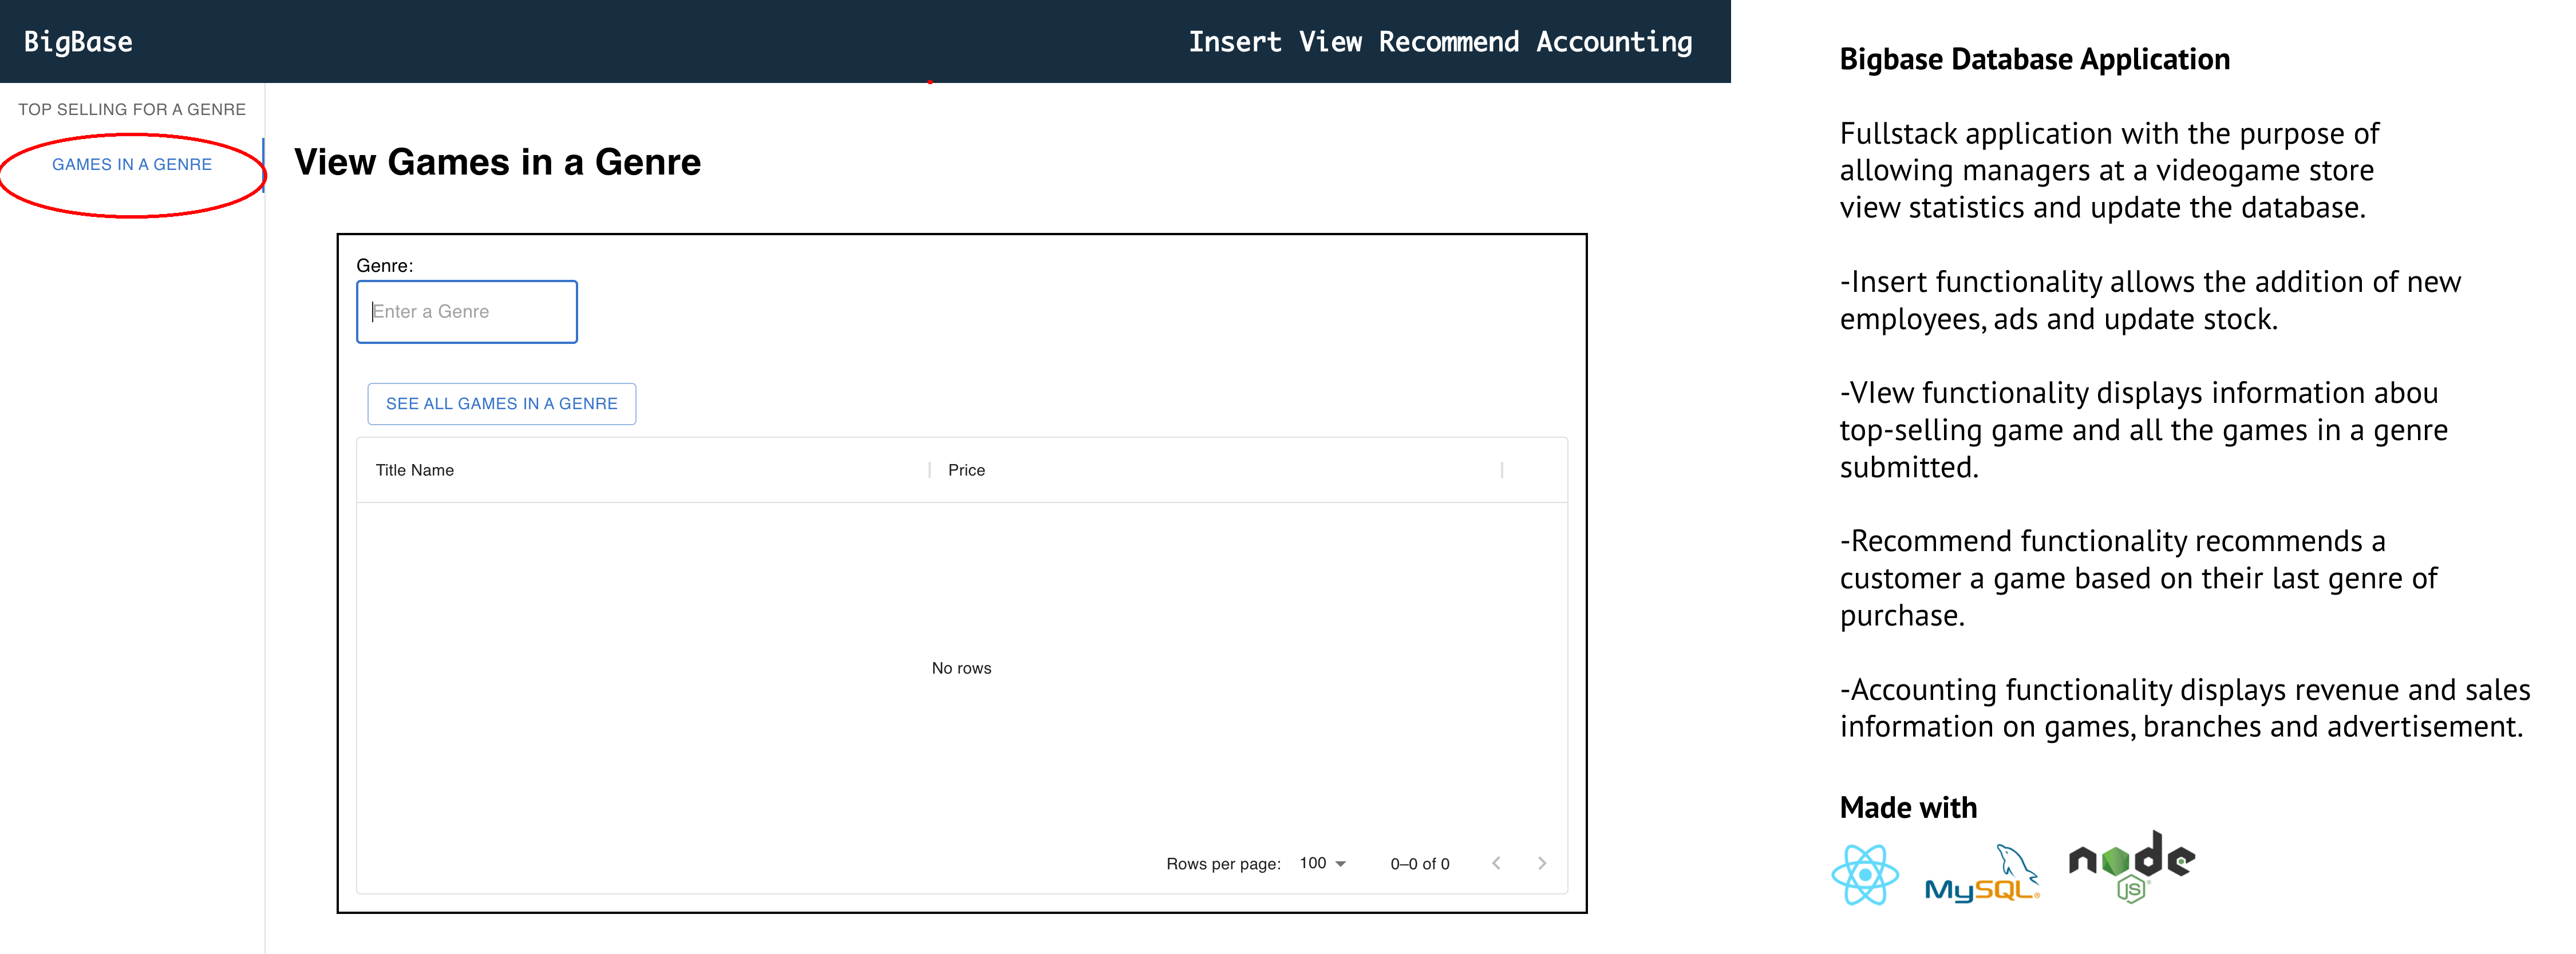 BigBase
Insert View Recommend Accounting
TOP SELLING FOR A GENRE
GAMES IN A GENRE
View Games in a Genre
Genre:
Enter a Genre
SEE ALL GAMES IN A GENRE
Title Name
Price
No rows
Rows per page: 100 0–0 of 0
Bigbase Database Application
Fullstack application with the purpose of
allowing managers at a videogame store
view statistics and update the database.
-Insert functionality allows the addition of new
employees, ads and update stock.
-VIew functionality displays information abou
top-selling game and all the games in a genre
submitted.
-Recommend functionality recommends a
customer a game based on their last genre of
purchase.
-Accounting functionality displays revenue and sales
information on games, branches and advertisement.
Made with
MySQL®
node
JS®